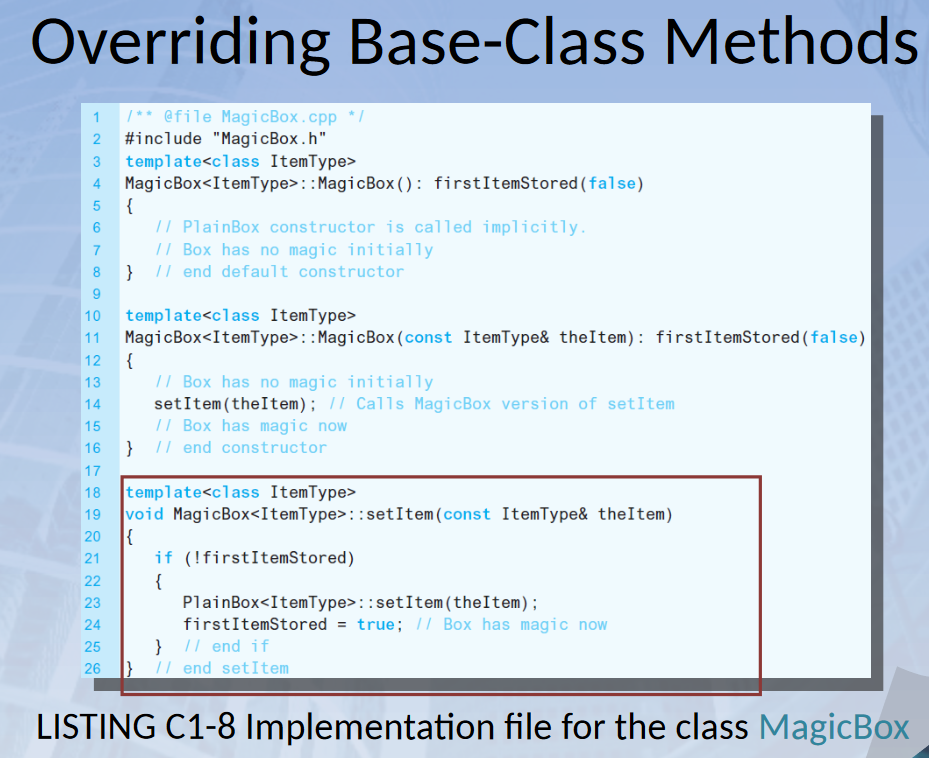 Overriding Base-Class Methods
1 /** @file MagicBox.cpp */
2 #include "MagicBox.h"
3 template<class ItemType>
4 MagicBox<ItemType>::MagicBox(): firstItemStored(false)
5 {
6 // PlainBox constructor is called implicitly.
7 // Box has no magic initially
8 } // end default constructor
9
10 template<class ItemType>
11 MagicBox<ItemType>::MagicBox(const ItemType& theItem): firstItemStored(false)
12 {
13 // Box has no magic initially
14 setItem(theItem); // Calls MagicBox version of setItem
15 // Box has magic now
16 } // end constructor
17
18 template<class ItemType>
19 void MagicBox<ItemType>::setItem(const ItemType& theItem)
20 {
21 if (!firstItemStored)
22 {
23 PlainBox<ItemType>::setItem(theItem);
24 firstItemStored = true; // Box has magic now
25 } // end if
26 } // end setItem
LISTING C1-8 Implementation file for the class MagicBox